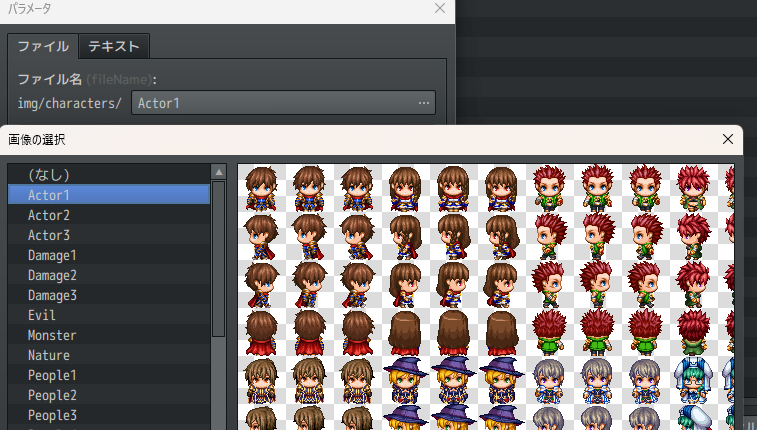 パラメータ
ファイル テキスト
ファイル名 (fileName):
img/characters/ Actor1 ...
画像の選択
(なし)
Actor1
Actor2
Actor3
Damage1
Damage2
Damage3
Evil
Monster
Nature
People1
People2
People3